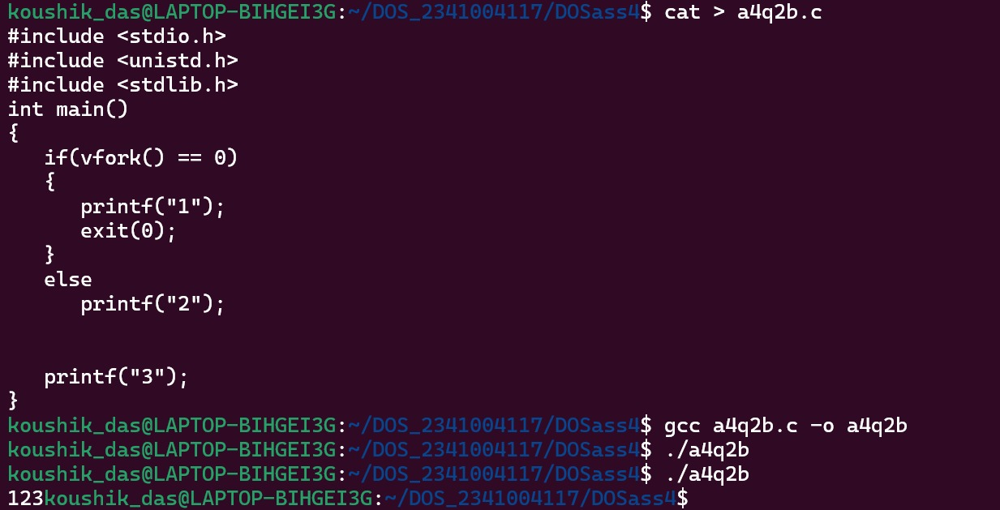 koushik_das@LAPTOP-BIHGEI3G:~/DOS_2341004117/DOSass4$ cat > a4q2b.c
#include <stdio.h>
#include <unistd.h>
#include <stdlib.h>
int main()
{
   if(vfork() == 0)
   {
      printf("1");
      exit(0);
   }
   else
      printf("2");
   printf("3");
}
koushik_das@LAPTOP-BIHGEI3G:~/DOS_2341004117/DOSass4$ gcc a4q2b.c -o a4q2b
koushik_das@LAPTOP-BIHGEI3G:~/DOS_2341004117/DOSass4$ ./a4q2b
koushik_das@LAPTOP-BIHGEI3G:~/DOS_2341004117/DOSass4$ ./a4q2b
123koushik_das@LAPTOP-BIHGEI3G:~/DOS_2341004117/DOSass4$